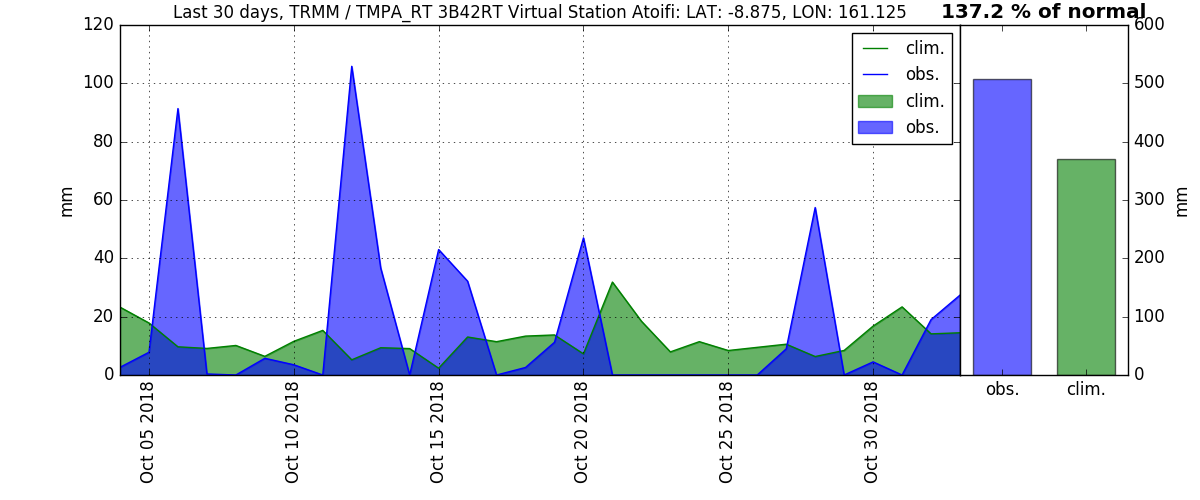 Last 30 days, TRMM / TMPA_RT 3B42RT Virtual Station Atoifi: LAT: -8.875, LON: 161.125
137.2 % of normal
120
100
80
60
40
20
0
mm
clim.
obs.
clim.
obs.
Oct 05 2018
Oct 10 2018
Oct 15 2018
Oct 20 2018
Oct 25 2018
Oct 30 2018
600
500
400
300
200
100
0
mm
obs.
clim.